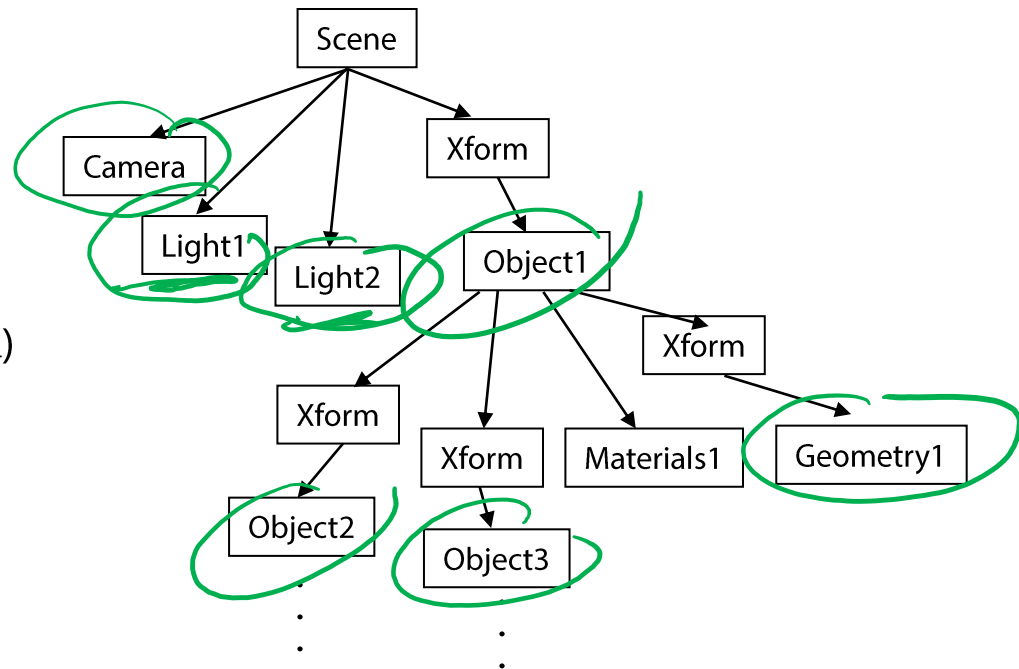 Scene
Xform
Camera
Light1
Light2
Object1
)
Xform
Xform
Xform
Materials1
Geometry1
Object2
Object3